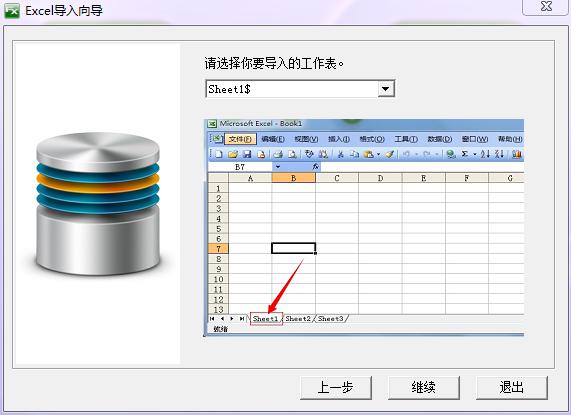 Excel导入向导
请选择你要导入的工作表。
Sheet1$
Microsoft Excel - Book1
文件(F) 编辑(E) 视图(V) 插入(I) 格式(O) 工具(T) 数据(D) 窗口(W) 帮助(H)
B7 fx
A B C D E F G
1
2
3
4
5
6
7
8
9
10
11
12
13
Sheet1 Sheet2 Sheet3
就绪
上一步 继续 退出